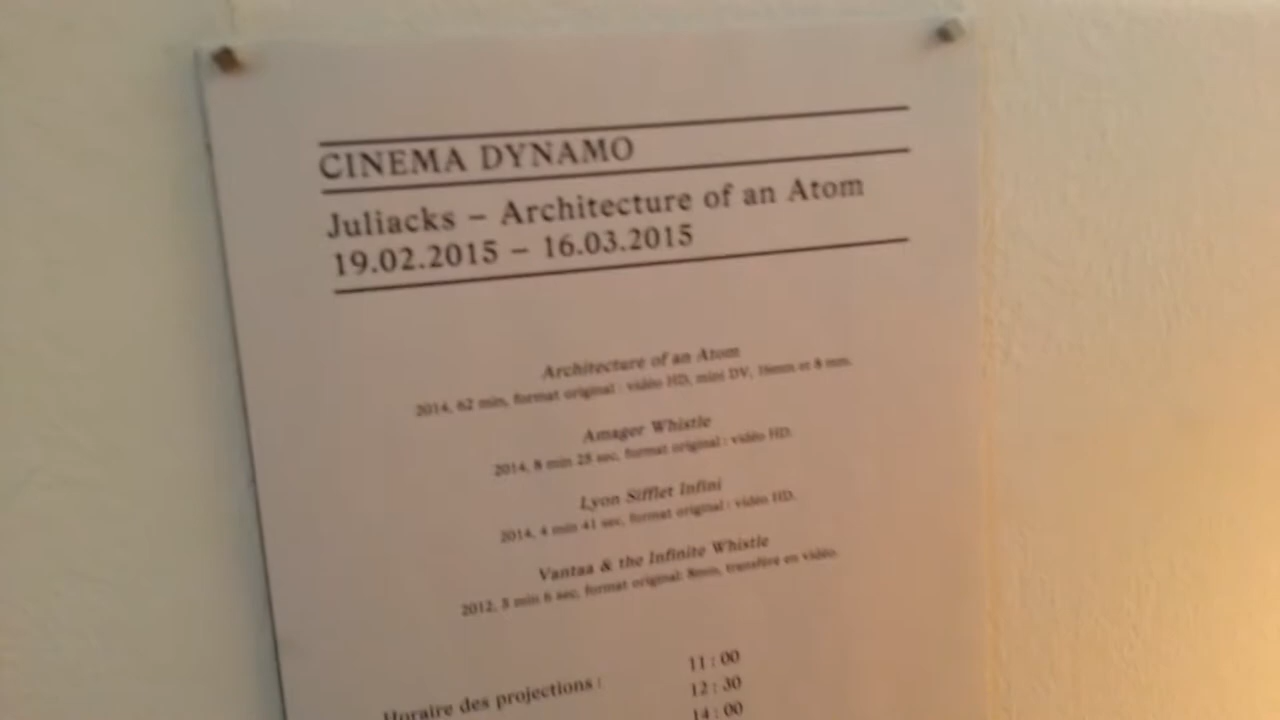 CINEMA DYNAMO
Juliacks – Architecture of an Atom
19.02.2015 – 16.03.2015
Architecture of an Atom
2014, 62 min, format original : vidéo HD, mini DV, 16mm et 8 mm.
Amager Whistle
2014, 8 min 28 sec, format original : vidéo HD.
Lyon Sifflet Infini
2014, 4 min 41 sec, format original : vidéo HD.
Vantaa & the Infinite Whistle
2012, 5 min 6 sec, format original: 8mm, transféré en vidéo.
Horaire des projections :
11 : 00
12 : 30
14 : 00